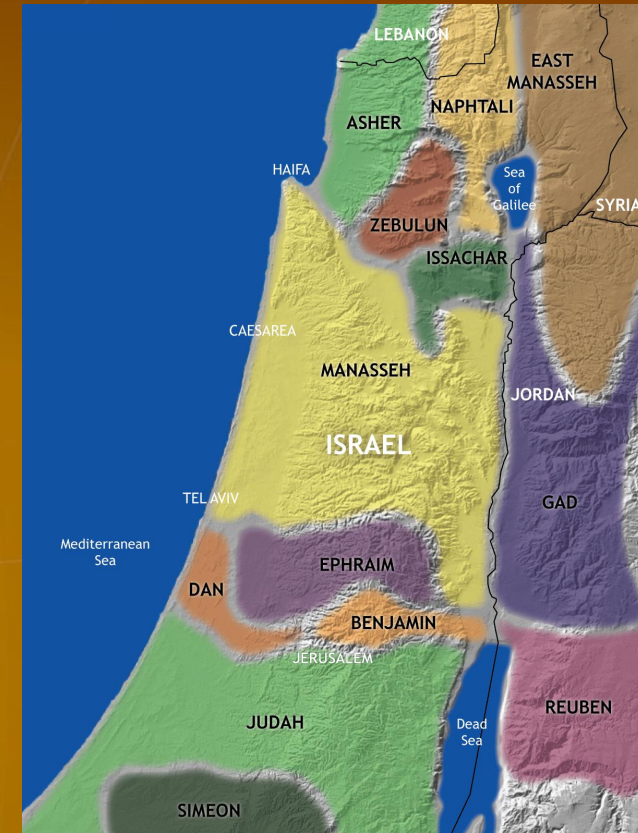 LEBANON
EAST
MANASSEH
NAPHTALI
ASHER
HAIFA
Sea
of
Galilee
SYRIA
ZEBULUN
ISSACHAR
CAESAREA
MANASSEH
JORDAN
ISRAEL
TEL AVIV
GAD
Mediterranean
Sea
EPHRAIM
DAN
BENJAMIN
JERUSALEM
REUBEN
JUDAH
Dead
Sea
SIMEON